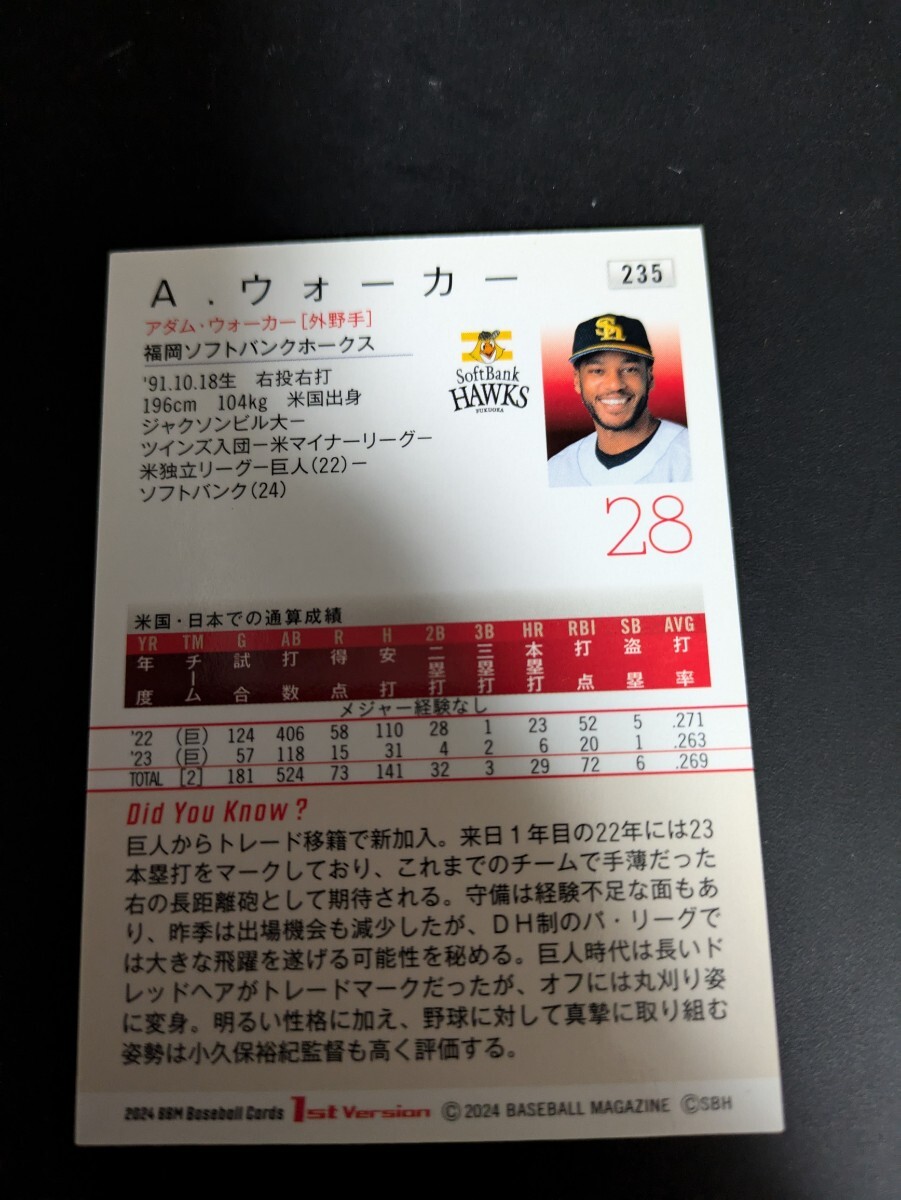 A.ウォーカー
235
アダム・ウォーカー[外野手]
福岡ソフトバンクホークス
'91.10.18生 右投右打
196cm 104kg 米国出身
ジャクソンビル大ー
ツインズ入団ー米マイナーリーグー
米独立リーグー巨人(22)ー
ソフトバンク(24)
SoftBank
HAWKS
FUKUOKA
Sh
28
米国・日本での通算成績
YR TM G AB R H 2B 3B HR RBI SB AVG
年度 チーム 試合 打数 得点 安打 二塁打 三塁打 本塁打 打点 盗塁 打率
メジャー経験なし
'22 (巨) 124 406 58 110 28 1 23 52 5 .271
'23 (巨) 57 118 15 31 4 2 6 20 1 .263
TOTAL [2] 181 524 73 141 32 3 29 72 6 .269
Did You Know?
巨人からトレード移籍で新加入。来日1年目の22年には23
本塁打をマークしており、これまでのチームで手薄だった
右の長距離砲として期待される。守備は経験不足な面もあ
り、昨季は出場機会も減少したが、DH制のパ・リーグで
は大きな飛躍を遂げる可能性を秘める。巨人時代は長いド
レッドヘアがトレードマークだったが、オフには丸刈り姿
に変身。明るい性格に加え、野球に対して真摯に取り組む
姿勢は小久保裕紀監督も高く評価する。
2024 BBM Baseball Cards 1st Version ©2024 BASEBALL MAGAZINE ©SBH